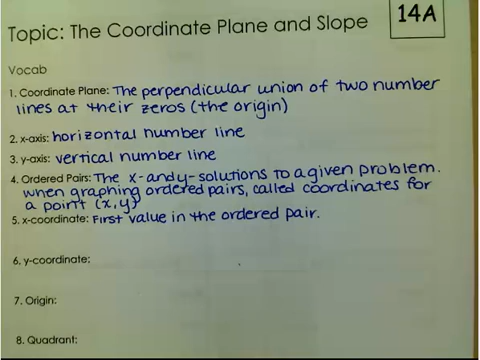 14A
Topic: The Coordinate Plane and Slope
Vocab
1. Coordinate Plane: The perpendicular union of two number
lines at their zeros (the origin)
2. x-axis: horizontal number line
3. y-axis: vertical number line
4. Ordered Pairs: The x-and y-solutions to a given problem.
when graphing ordered pairs, called coordinates for
a point (x,y)
5. x-coordinate: First value in the ordered pair.
6. y-coordinate:
7. Origin:
8. Quadrant: